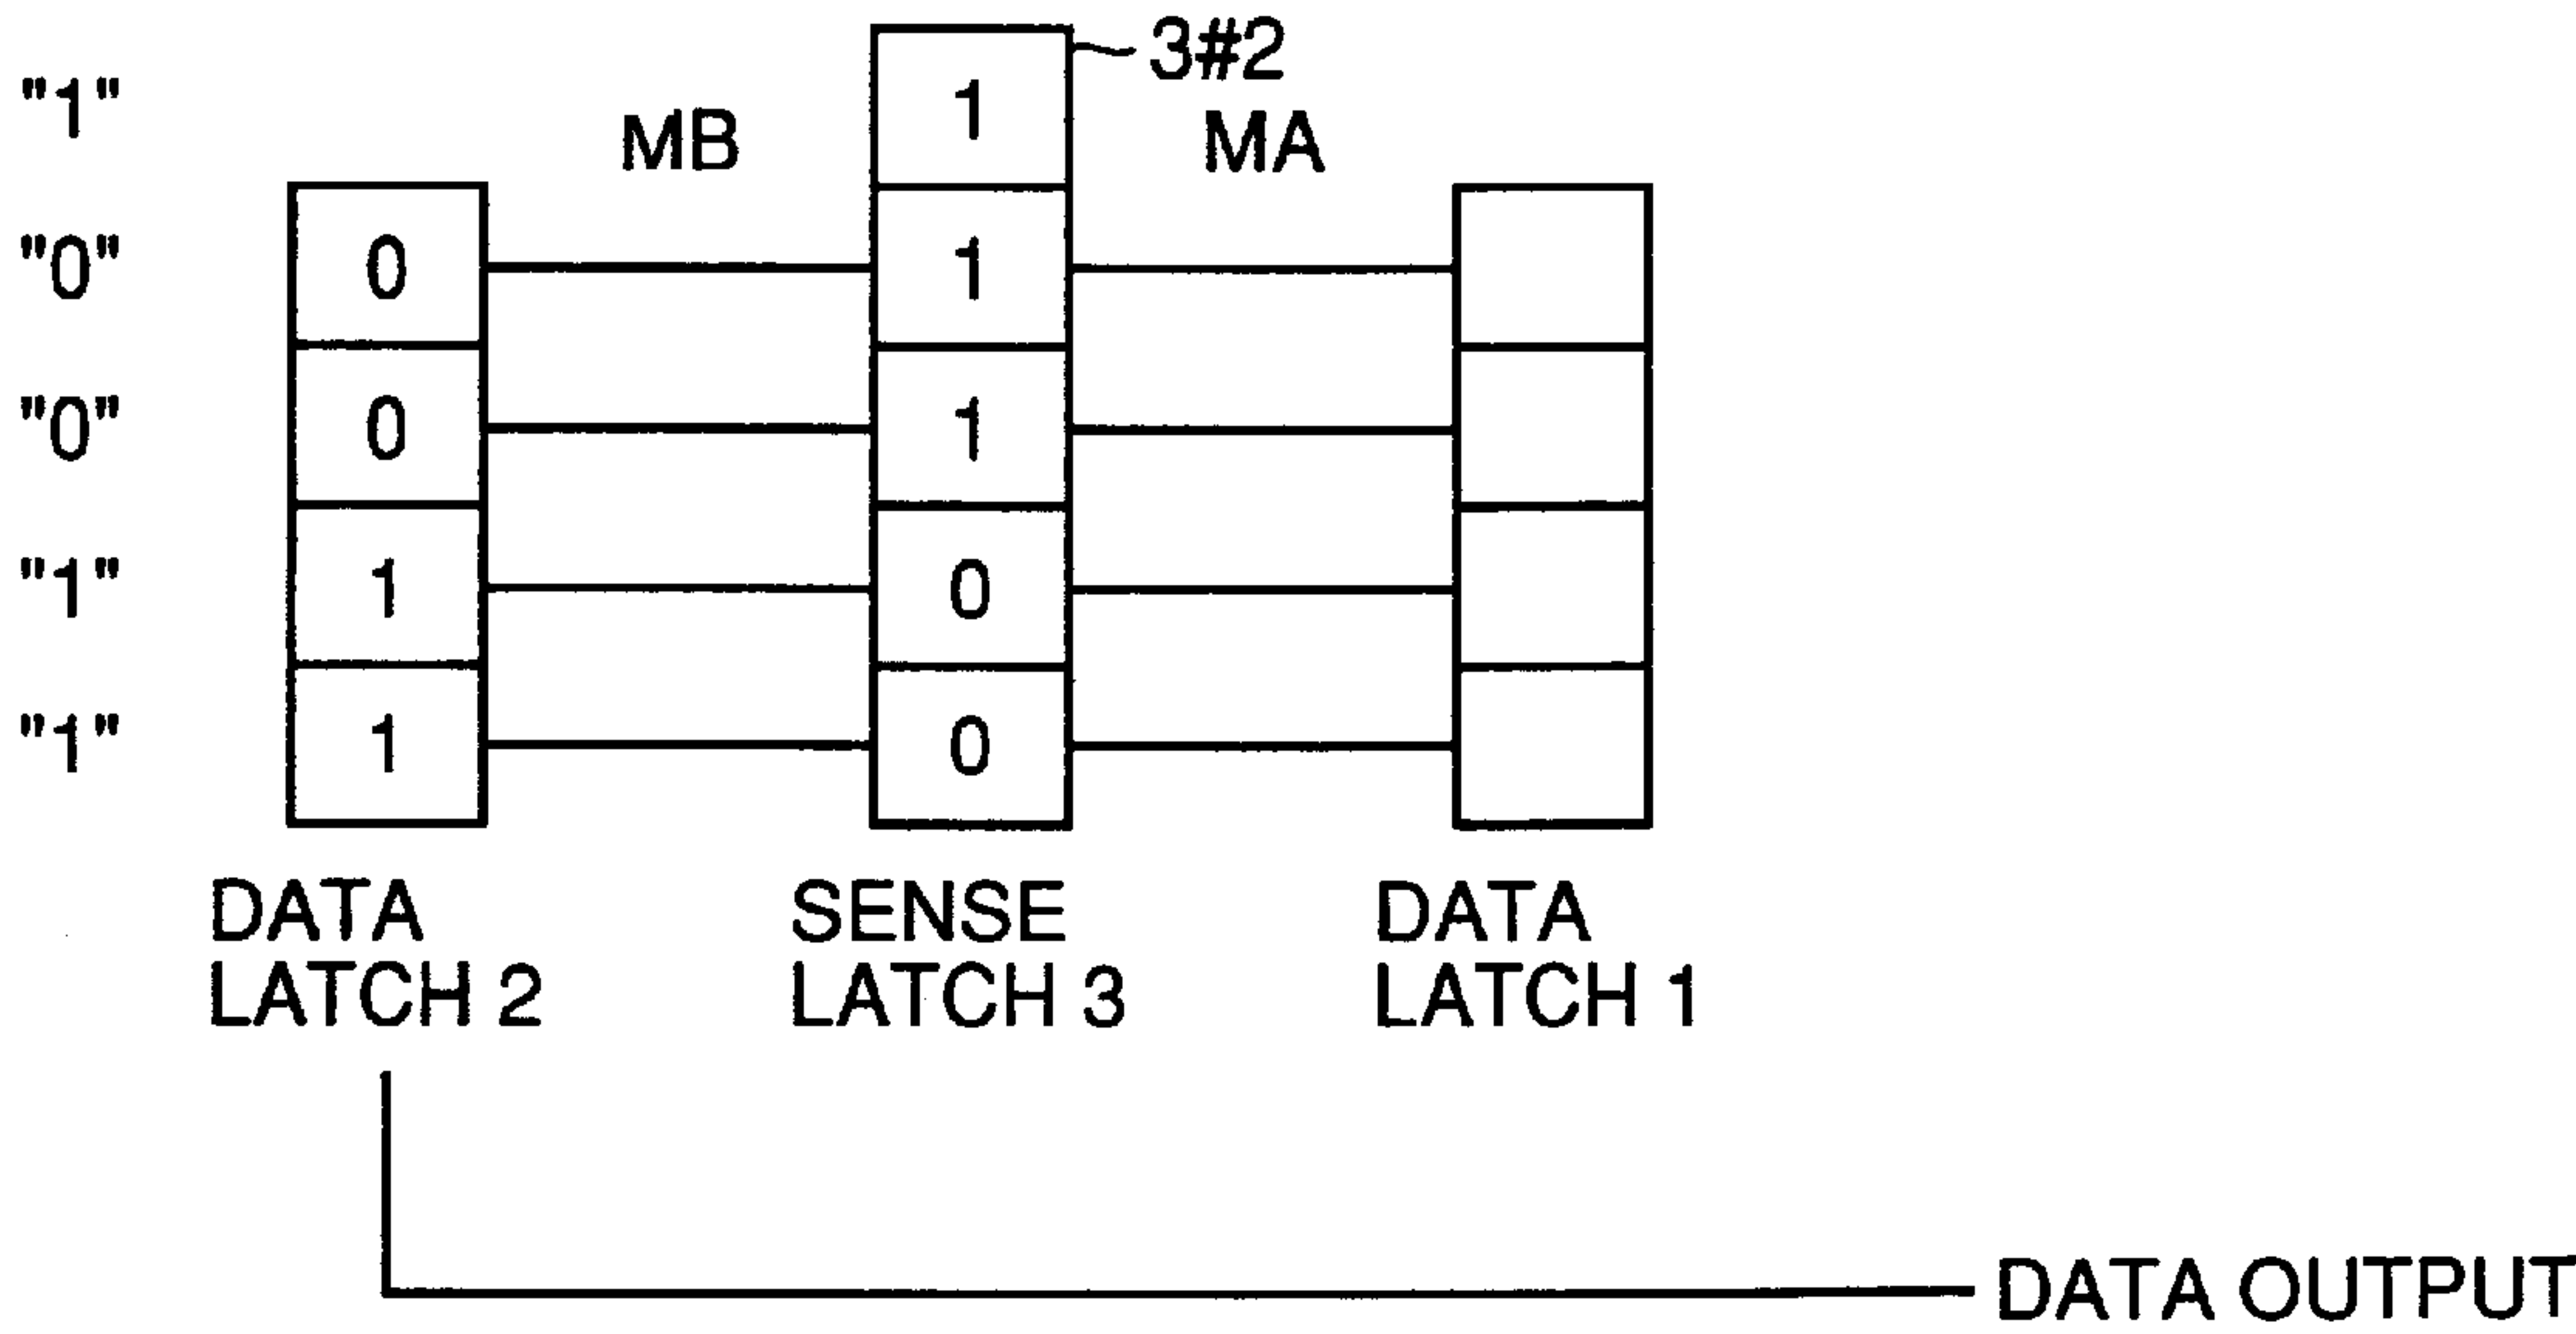 3#2
"1" 1
MB MA
"0" 0 1
"0" 0 1
"1" 1 0
"1" 1 0
DATA LATCH 2
SENSE LATCH 3
DATA LATCH 1
DATA OUTPUT